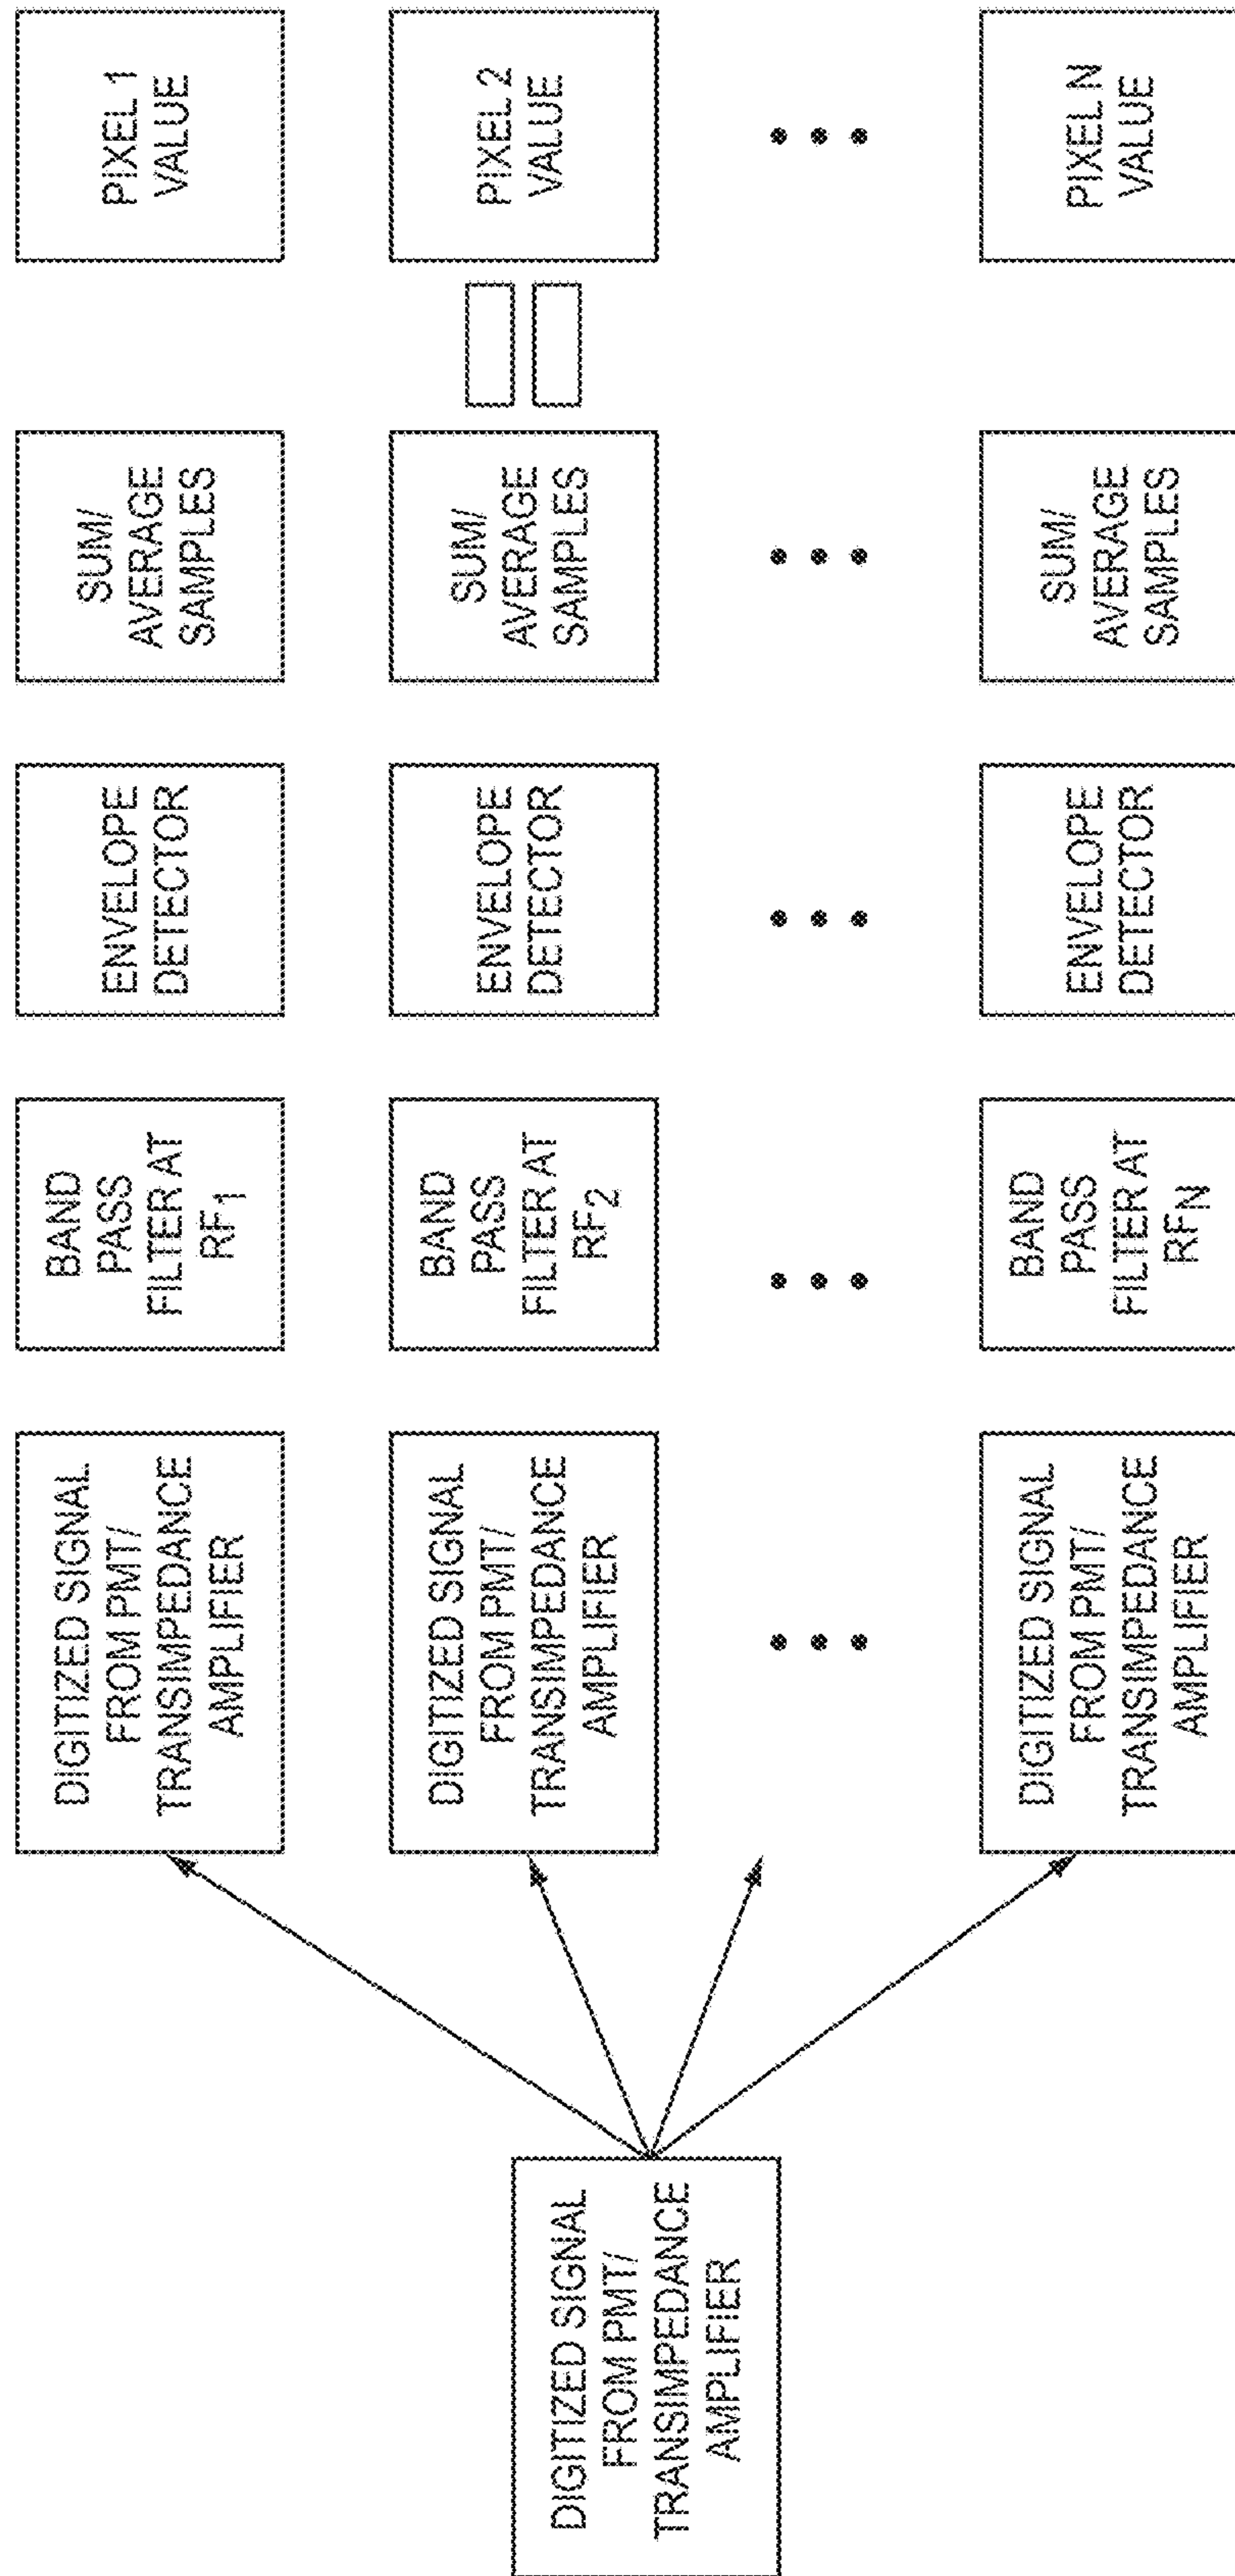 DIGITIZED SIGNAL
FROM PMT/
TRANSIMPEDANCE
AMPLIFIER
DIGITIZED SIGNAL
FROM PMT/
TRANSIMPEDANCE
AMPLIFIER
BAND
PASS
FILTER AT
RF₁
ENVELOPE
DETECTOR
SUM/
AVERAGE
SAMPLES
PIXEL 1
VALUE
DIGITIZED SIGNAL
FROM PMT/
TRANSIMPEDANCE
AMPLIFIER
BAND
PASS
FILTER AT
RF₂
ENVELOPE
DETECTOR
SUM/
AVERAGE
SAMPLES
PIXEL 2
VALUE
DIGITIZED SIGNAL
FROM PMT/
TRANSIMPEDANCE
AMPLIFIER
BAND
PASS
FILTER AT
RF_N
ENVELOPE
DETECTOR
SUM/
AVERAGE
SAMPLES
PIXEL N
VALUE